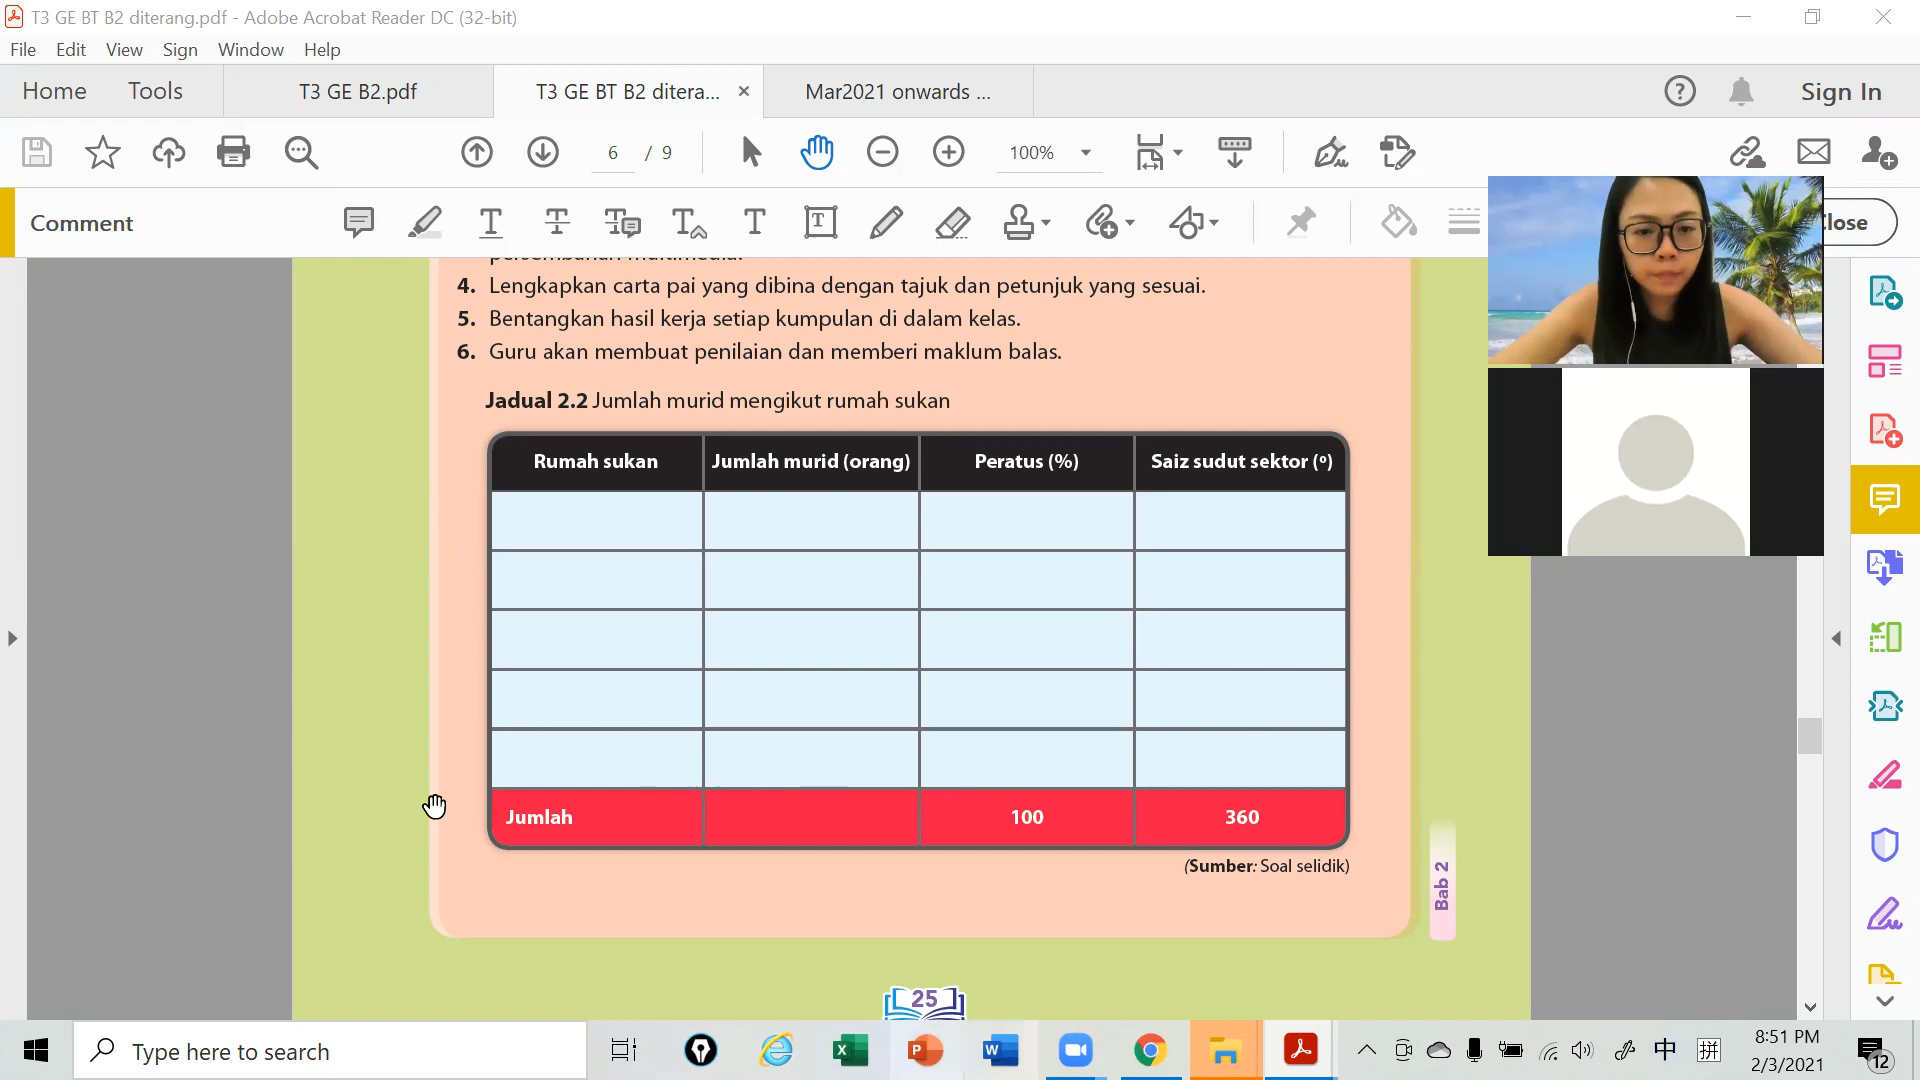 T3 GE BT B2 diterang.pdf - Adobe Acrobat Reader DC (32-bit)
File Edit View Sign Window Help
Home Tools T3 GE B2.pdf T3 GE BT B2 ditera... × Mar2021 onwards ... ? Sign In
6 / 9 100%
Comment
lose
4. Lengkapkan carta pai yang dibina dengan tajuk dan petunjuk yang sesuai.
5. Bentangkan hasil kerja setiap kumpulan di dalam kelas.
6. Guru akan membuat penilaian dan memberi maklum balas.
Jadual 2.2 Jumlah murid mengikut rumah sukan
Rumah sukan Jumlah murid (orang) Peratus (%) Saiz sudut sektor (°)
Jumlah 100 360
(Sumber: Soal selidik)
Bab 2
25
Type here to search
中 拼
8:51 PM
2/3/2021
12